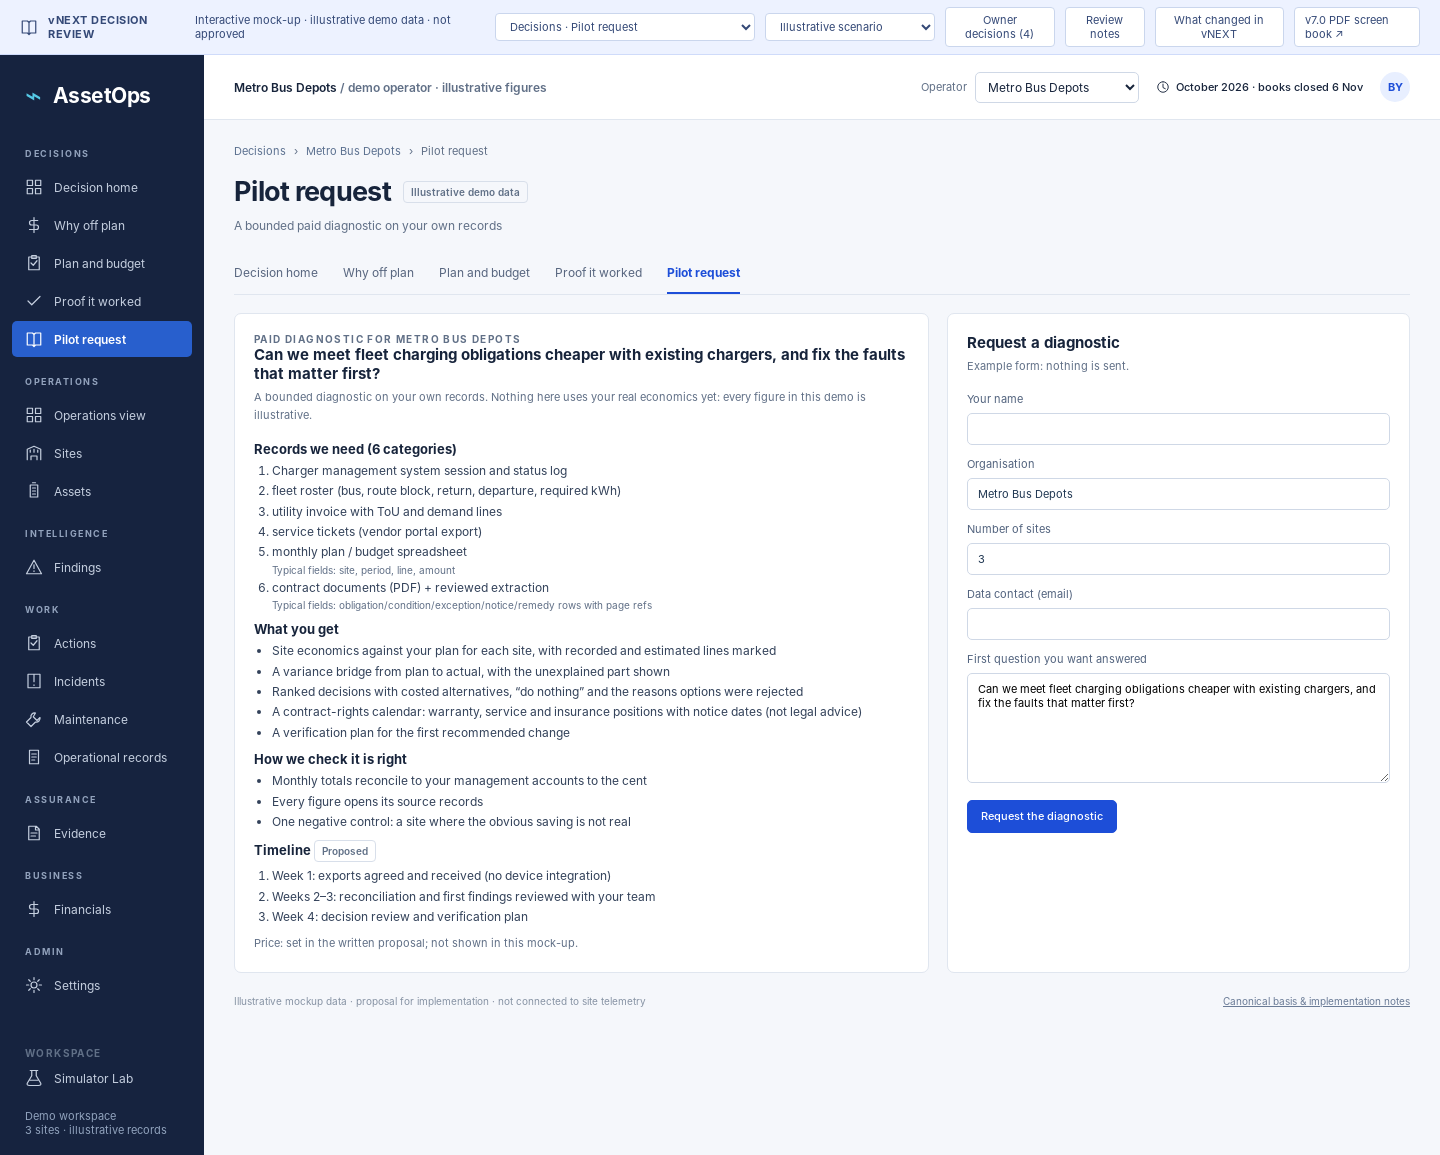 vNEXT DECISION REVIEW
Interactive mock-up · illustrative demo data · not approved
Decisions · Pilot request
Illustrative scenario
Owner decisions (4)
Review notes
What changed in vNEXT
v7.0 PDF screen book ↗
AssetOps
DECISIONS
Decision home
Why off plan
Plan and budget
Proof it worked
Pilot request
OPERATIONS
Operations view
Sites
Assets
INTELLIGENCE
Findings
WORK
Actions
Incidents
Maintenance
Operational records
ASSURANCE
Evidence
BUSINESS
Financials
ADMIN
Settings
WORKSPACE
Simulator Lab
Demo workspace
3 sites · illustrative records
Metro Bus Depots / demo operator · illustrative figures
Operator
Metro Bus Depots
October 2026 · books closed 6 Nov
BY
Decisions › Metro Bus Depots › Pilot request
Pilot request
Illustrative demo data
A bounded paid diagnostic on your own records
Decision home
Why off plan
Plan and budget
Proof it worked
Pilot request
PAID DIAGNOSTIC FOR METRO BUS DEPOTS
Can we meet fleet charging obligations cheaper with existing chargers, and fix the faults
that matter first?
A bounded diagnostic on your own records. Nothing here uses your real economics yet: every figure in this demo is
illustrative.
Records we need (6 categories)
1. Charger management system session and status log
2. fleet roster (bus, route block, return, departure, required kWh)
3. utility invoice with ToU and demand lines
4. service tickets (vendor portal export)
5. monthly plan / budget spreadsheet
Typical fields: site, period, line, amount
6. contract documents (PDF) + reviewed extraction
Typical fields: obligation/condition/exception/notice/remedy rows with page refs
What you get
• Site economics against your plan for each site, with recorded and estimated lines marked
• A variance bridge from plan to actual, with the unexplained part shown
• Ranked decisions with costed alternatives, “do nothing” and the reasons options were rejected
• A contract-rights calendar: warranty, service and insurance positions with notice dates (not legal advice)
• A verification plan for the first recommended change
How we check it is right
• Monthly totals reconcile to your management accounts to the cent
• Every figure opens its source records
• One negative control: a site where the obvious saving is not real
Timeline
Proposed
1. Week 1: exports agreed and received (no device integration)
2. Weeks 2–3: reconciliation and first findings reviewed with your team
3. Week 4: decision review and verification plan
Price: set in the written proposal; not shown in this mock-up.
Request a diagnostic
Example form: nothing is sent.
Your name
Organisation
Metro Bus Depots
Number of sites
3
Data contact (email)
First question you want answered
Can we meet fleet charging obligations cheaper with existing chargers, and
fix the faults that matter first?
Request the diagnostic
Illustrative mockup data · proposal for implementation · not connected to site telemetry
Canonical basis & implementation notes